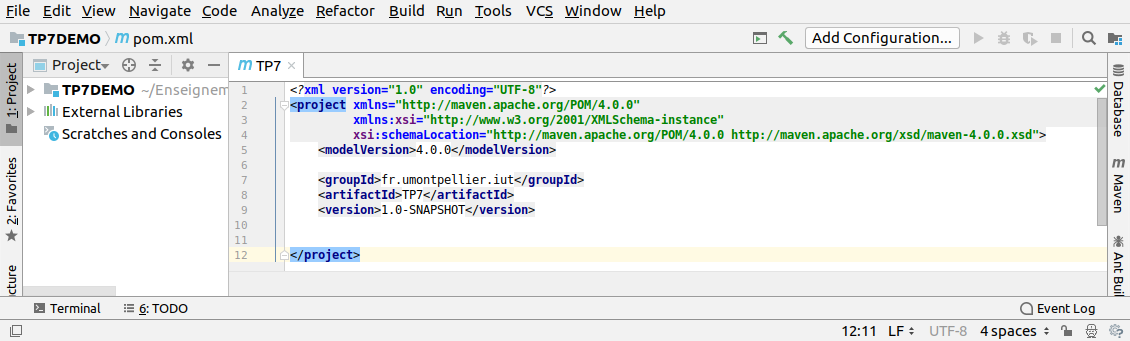 File Edit View Navigate Code Analyze Refactor Build Run Tools VCS Window Help
TP7DEMO pom.xml Add Configuration...
1: Project
2: Favorites
Project
TP7DEMO ~/Enseignem
External Libraries
Scratches and Consoles
TP7
1 <?xml version="1.0" encoding="UTF-8"?>
2 <project xmlns="http://maven.apache.org/POM/4.0.0"
3 xmlns:xsi="http://www.w3.org/2001/XMLSchema-instance"
4 xsi:schemaLocation="http://maven.apache.org/POM/4.0.0 http://maven.apache.org/xsd/maven-4.0.0.xsd">
5 <modelVersion>4.0.0</modelVersion>
6
7 <groupId>fr.umontpellier.iut</groupId>
8 <artifactId>TP7</artifactId>
9 <version>1.0-SNAPSHOT</version>
10
11
12 </project>
Database
Maven
Ant Buil
Terminal 6: TODO Event Log
12:11 LF UTF-8 4 spaces